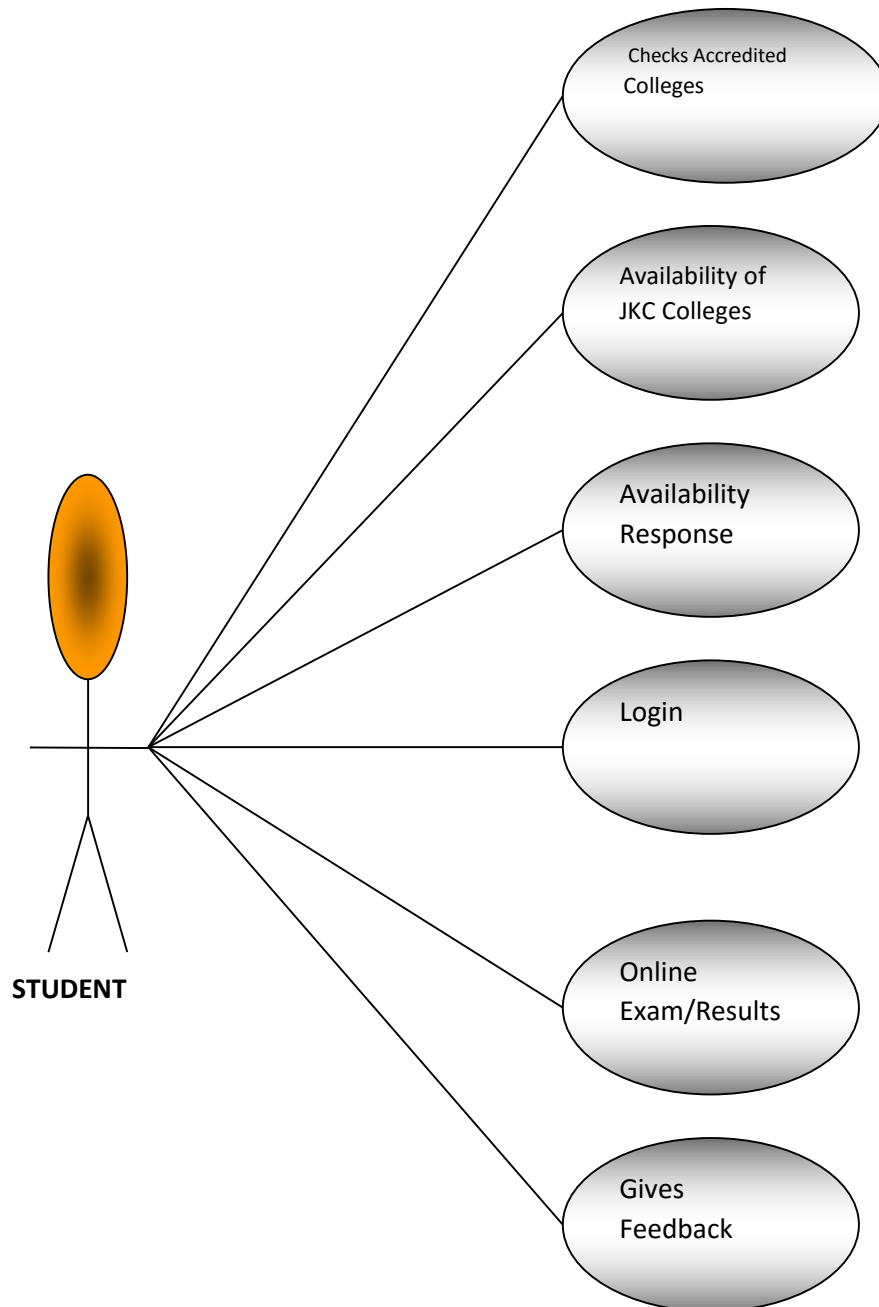 Checks Accredited
Colleges
Availability of
JKC Colleges
Availability
Response
Login
STUDENT
Online
Exam/Results
Gives
Feedback